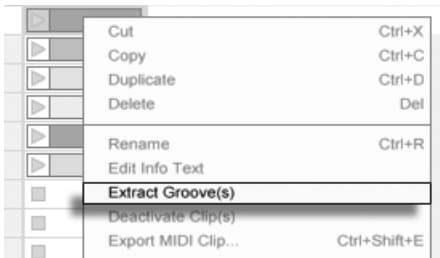 Cut Ctrl+X
Copy Ctrl+C
Duplicate Ctrl+D
Delete Del
Rename Ctrl+R
Edit Info Text
Extract Groove(s)
Deactivate Clip(s)
Export MIDI Clip... Ctrl+Shift+E